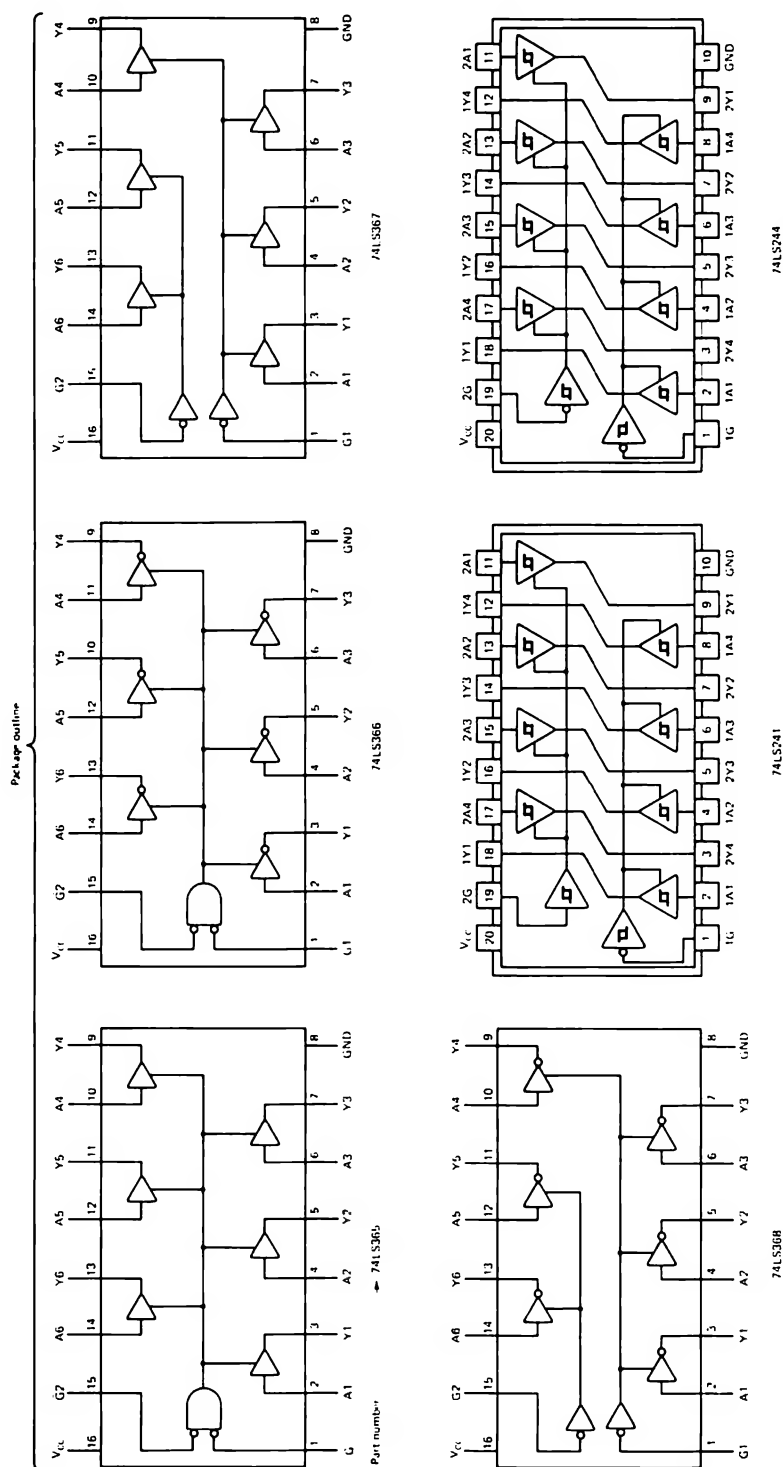 Package outline
Vcc G2 A6 Y6 A5 Y5 A4 Y4
16 15 14 13 12 11 10 9
1 2 3 4 5 6 7 8
G A1 Y1 A2 Y2 A3 Y3 GND
Part number
74LS365
Vcc G2 A6 Y6 A5 Y5 A4 Y4
16 15 14 13 12 10 11 9
1 2 3 4 5 6 7 8
G1 A1 Y1 A2 Y2 A3 Y3 GND
74LS366
Vcc G2 A6 Y6 A5 Y5 A4 Y4
16 15 14 13 12 11 10 9
1 2 3 4 5 6 7 8
G1 A1 Y1 A2 Y2 A3 Y3 GND
74LS367
Vcc G2 A6 Y6 A5 Y5 A4 Y4
16 15 14 13 12 11 10 9
1 2 3 4 5 6 7 8
G1 A1 Y1 A2 Y2 A3 Y3 GND
74LS368
Vcc 2G 1Y1 2A4 1Y2 2A3 1Y3 2A2 1Y4 2A1
20 19 18 17 16 15 14 13 12 11
1 2 3 4 5 6 7 8 9 10
1G 1A1 2Y4 1A2 2Y3 1A3 2Y2 1A4 2Y1 GND
74LS241
Vcc 2G 1Y1 2A4 1Y2 2A3 1Y3 2A2 1Y4 2A1
20 19 18 17 16 15 14 13 12 11
1 2 3 4 5 6 7 8 9 10
1G 1A1 2Y4 1A2 2Y3 1A3 2Y2 1A4 2Y1 GND
74LS244